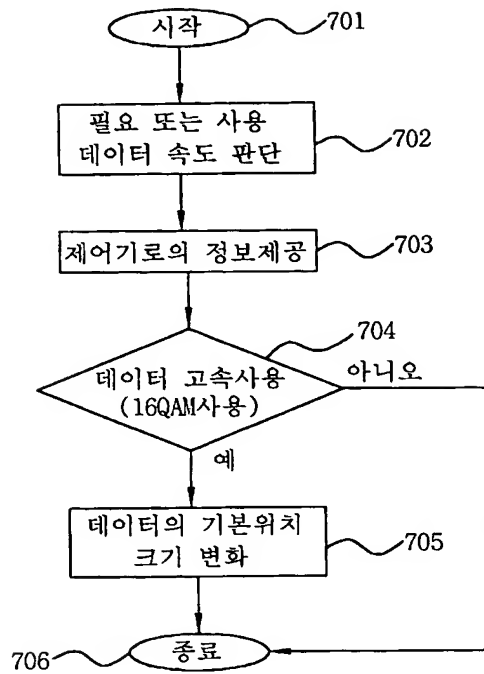 시작
701
필요 또는 사용
데이터 속도 판단
702
제어기로의 정보제공
703
704
데이터 고속사용
(16QAM사용)
아니오
예
데이터의 기본위치
크기 변화
705
706
종료